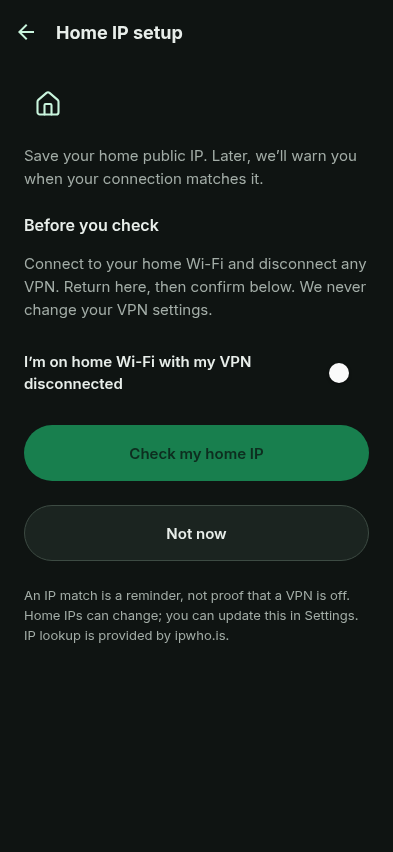 Home IP setup
Save your home public IP. Later, we’ll warn you
when your connection matches it.
Before you check
Connect to your home Wi-Fi and disconnect any
VPN. Return here, then confirm below. We never
change your VPN settings.
I’m on home Wi-Fi with my VPN
disconnected
Check my home IP
Not now
An IP match is a reminder, not proof that a VPN is off.
Home IPs can change; you can update this in Settings.
IP lookup is provided by ipwho.is.